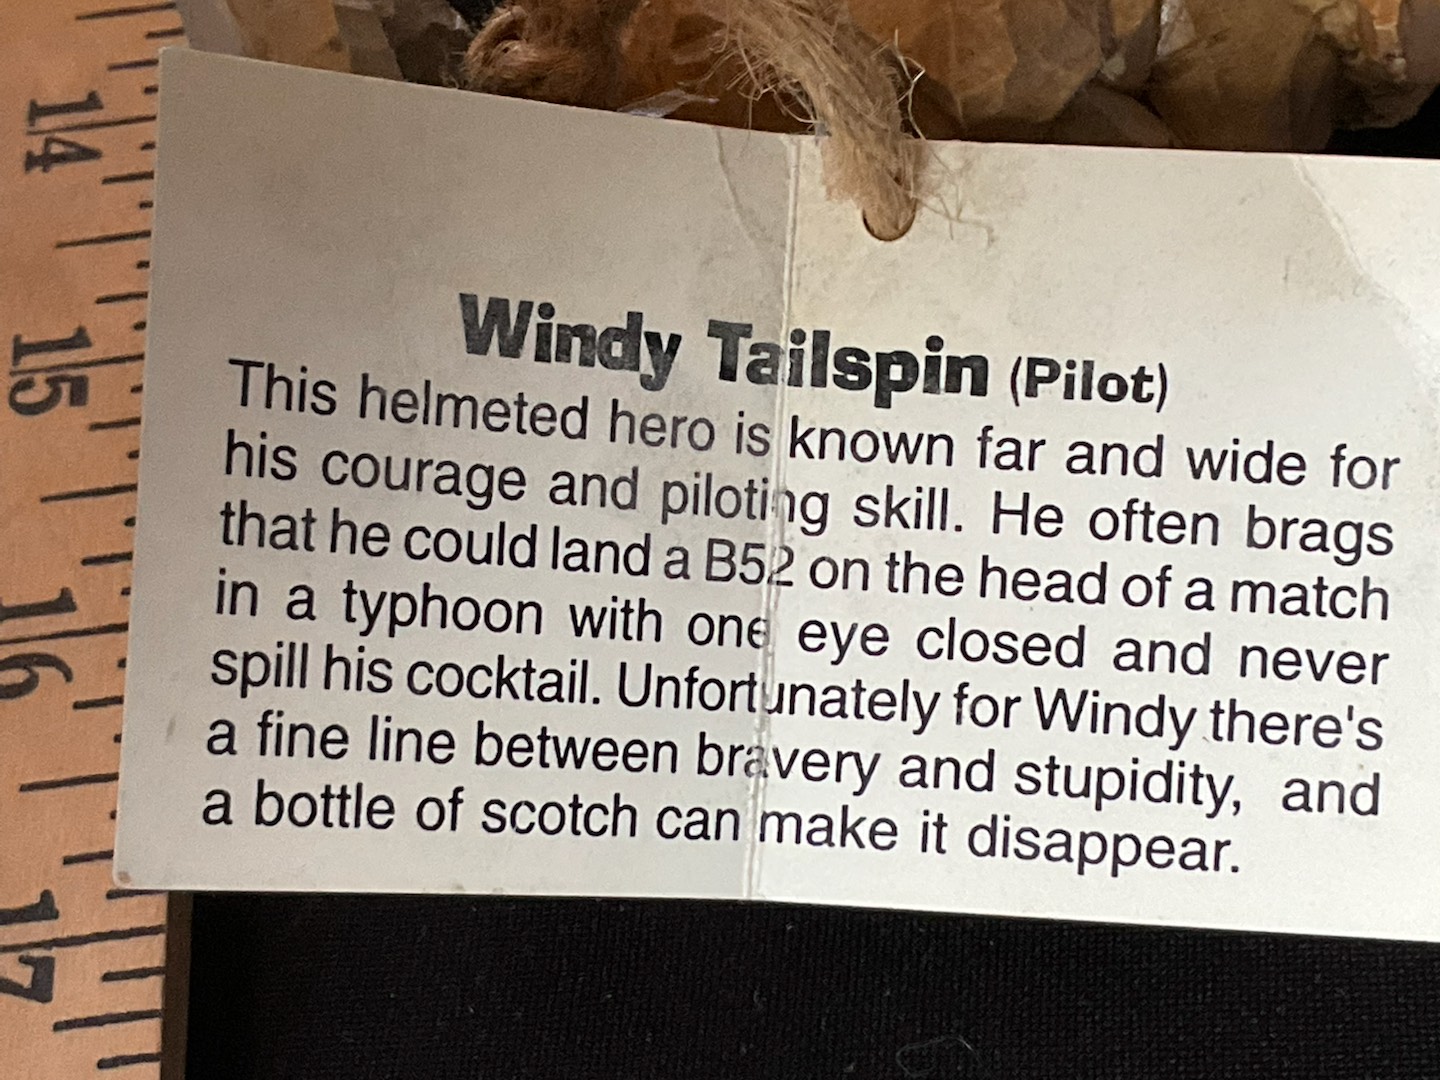 14
15
16
17
Windy Tailspin (Pilot)
This helmeted hero is known far and wide for
his courage and piloting skill. He often brags
that he could land a B52 on the head of a match
in a typhoon with one eye closed and never
spill his cocktail. Unfortunately for Windy there's
a fine line between bravery and stupidity, and
a bottle of scotch can make it disappear.